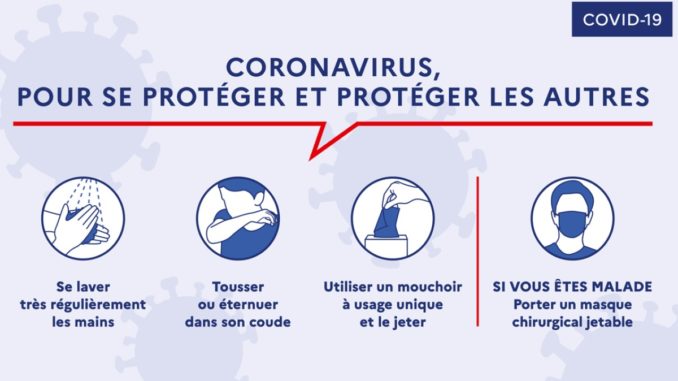 COVID-19
CORONAVIRUS,
POUR SE PROTÉGER ET PROTÉGER LES AUTRES
Se laver
très régulièrement
les mains
Tousser
ou éternuer
dans son coude
Utiliser un mouchoir
à usage unique
et le jeter
SI VOUS ÊTES MALADE
Porter un masque
chirurgical jetable